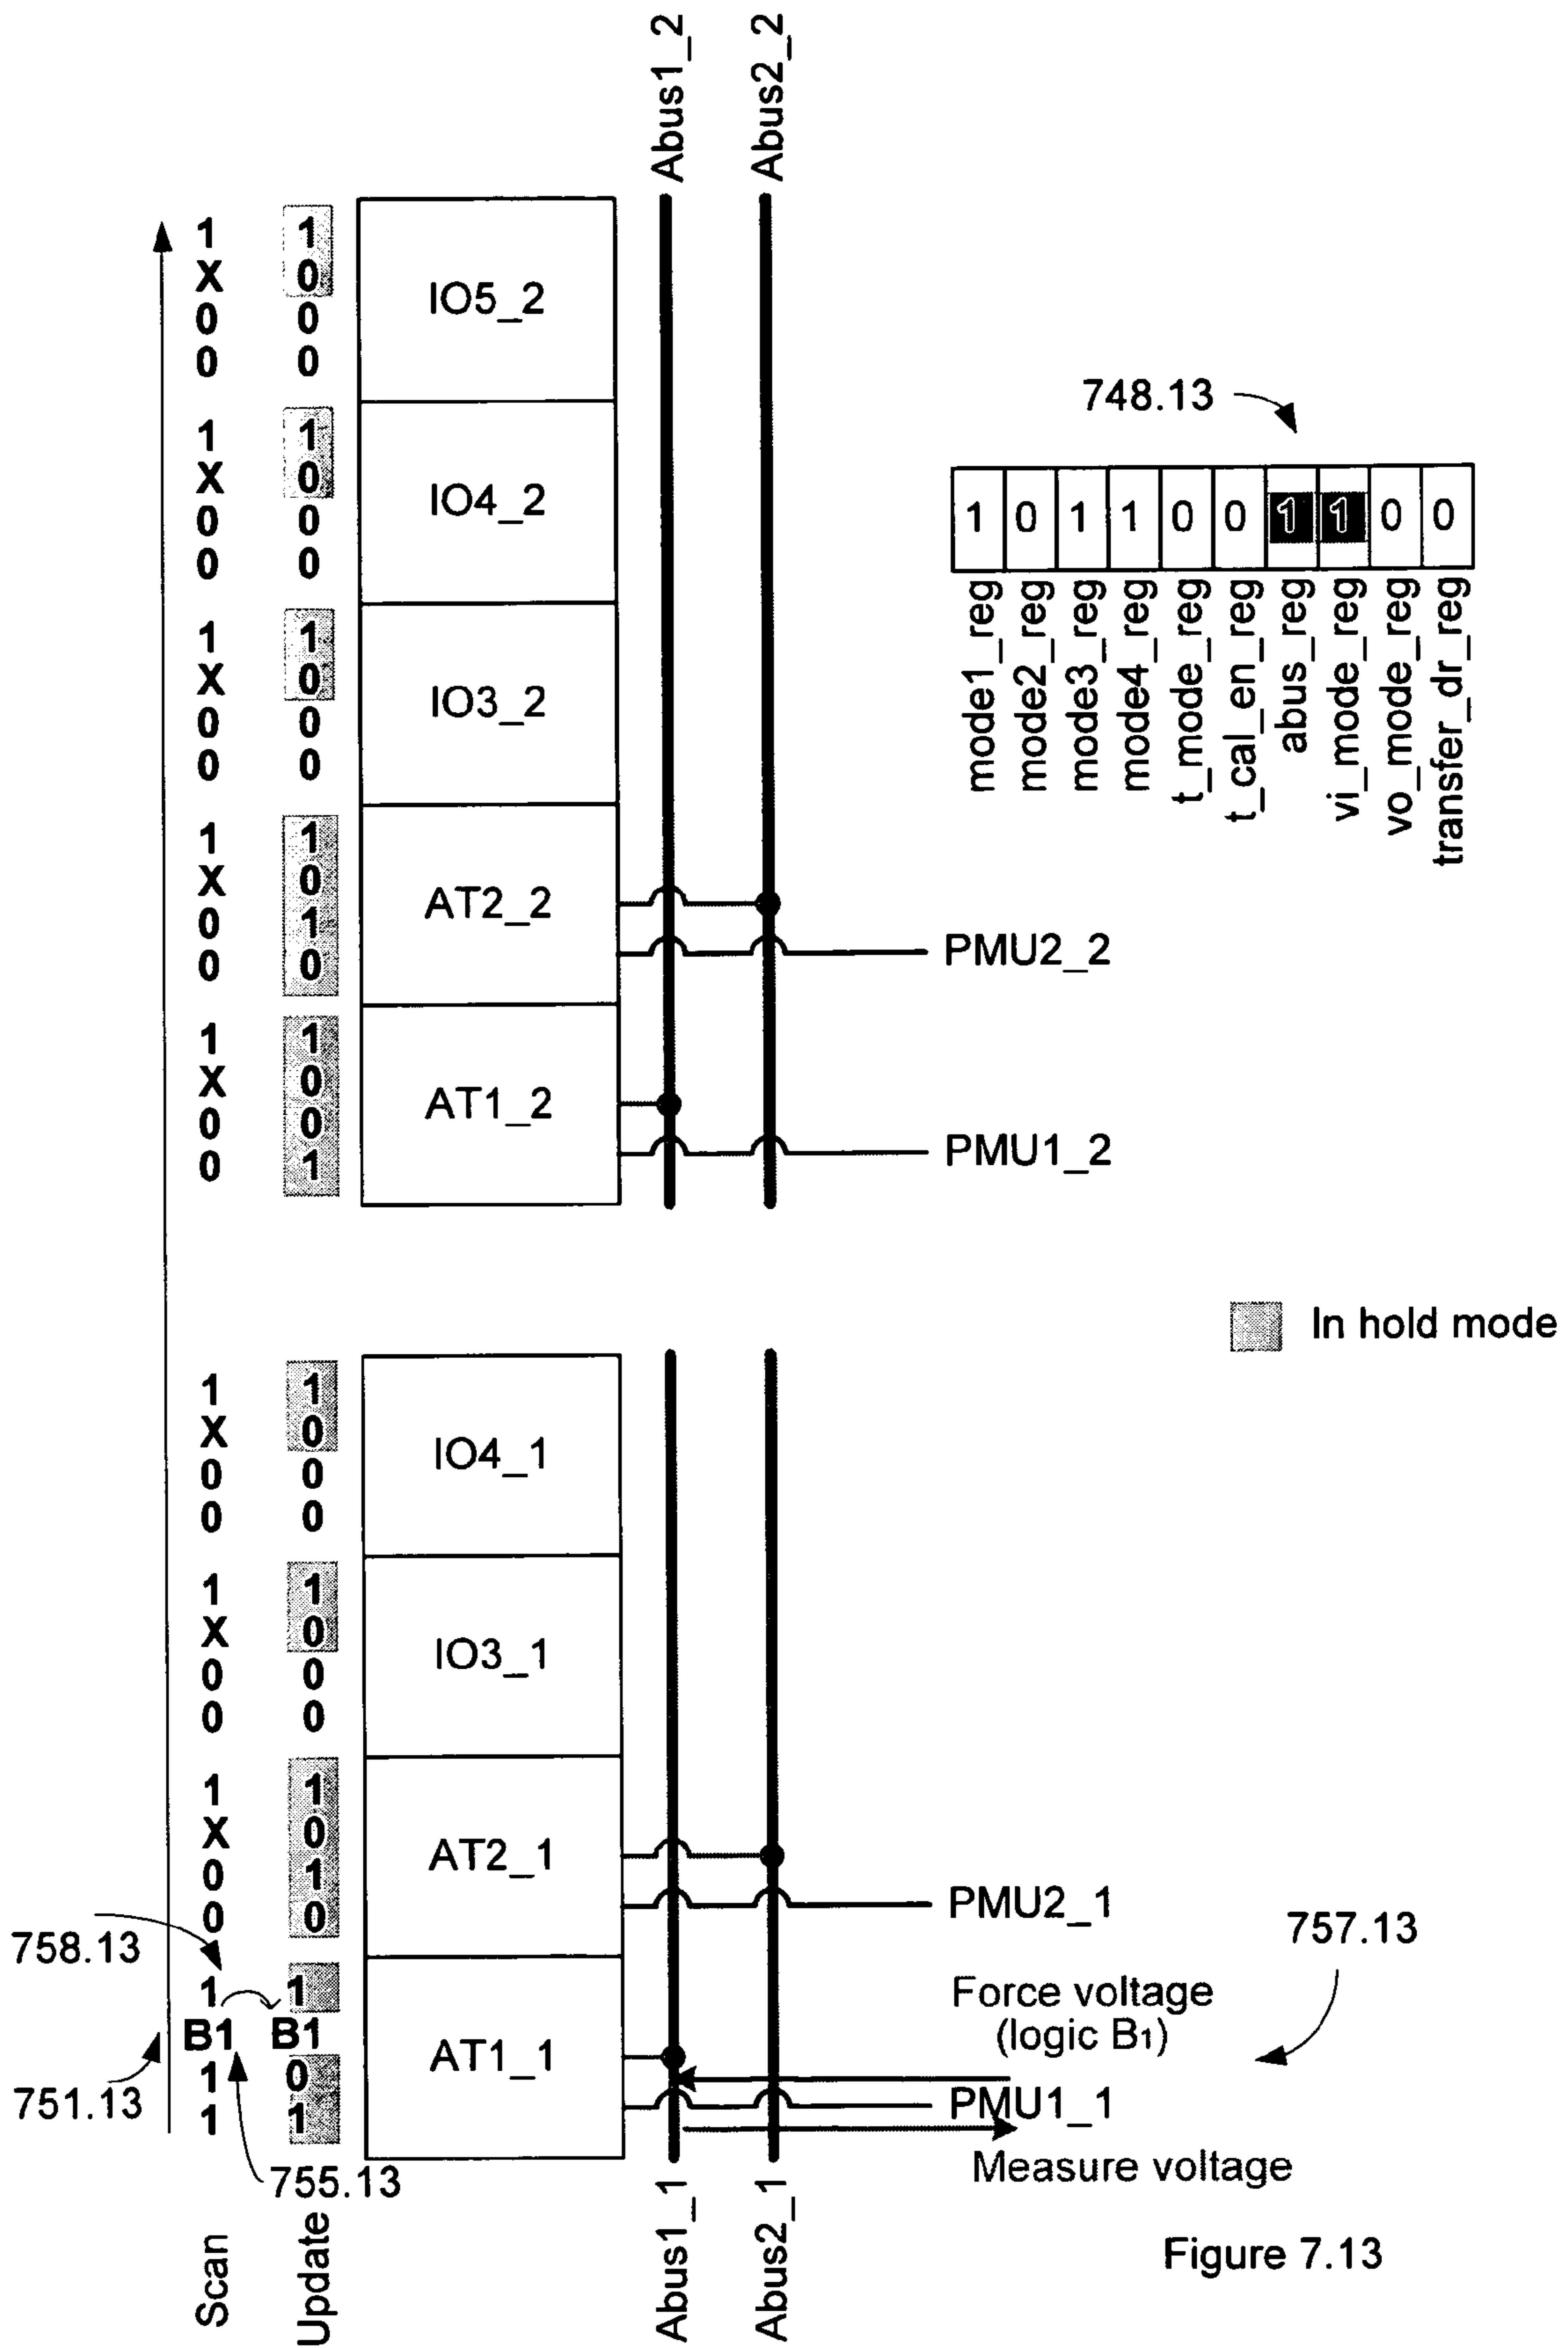 Abus1_2
Abus2_2
1 1
X 0 IO5_2
0 0
0 0
748.13
1 1
X 0 IO4_2
0 0
0 0
1 0 1 1 0 0 1 1 0 0
mode1_reg
mode2_reg
mode3_reg
mode4_reg
t_mode_reg
t_cal_en_reg
abus_reg
vi_mode_reg
vo_mode_reg
transfer_dr_reg
1 1
X 0 IO3_2
0 0
0 0
1 1
X 0 AT2_2
0 1
0 0 PMU2_2
1 1
X 0 AT1_2
0 0
0 1 PMU1_2
In hold mode
1 1
X 0 IO4_1
0 0
0 0
1 1
X 0 IO3_1
0 0
0 0
1 1
X 0 AT2_1
0 1
0 0 PMU2_1
758.13
757.13
1 1 Force voltage
B1 B1 (logic B1)
1 0 AT1_1
1 1 PMU1_1
751.13
755.13
Measure voltage
Scan
Update
Abus1_1
Abus2_1
Figure 7.13